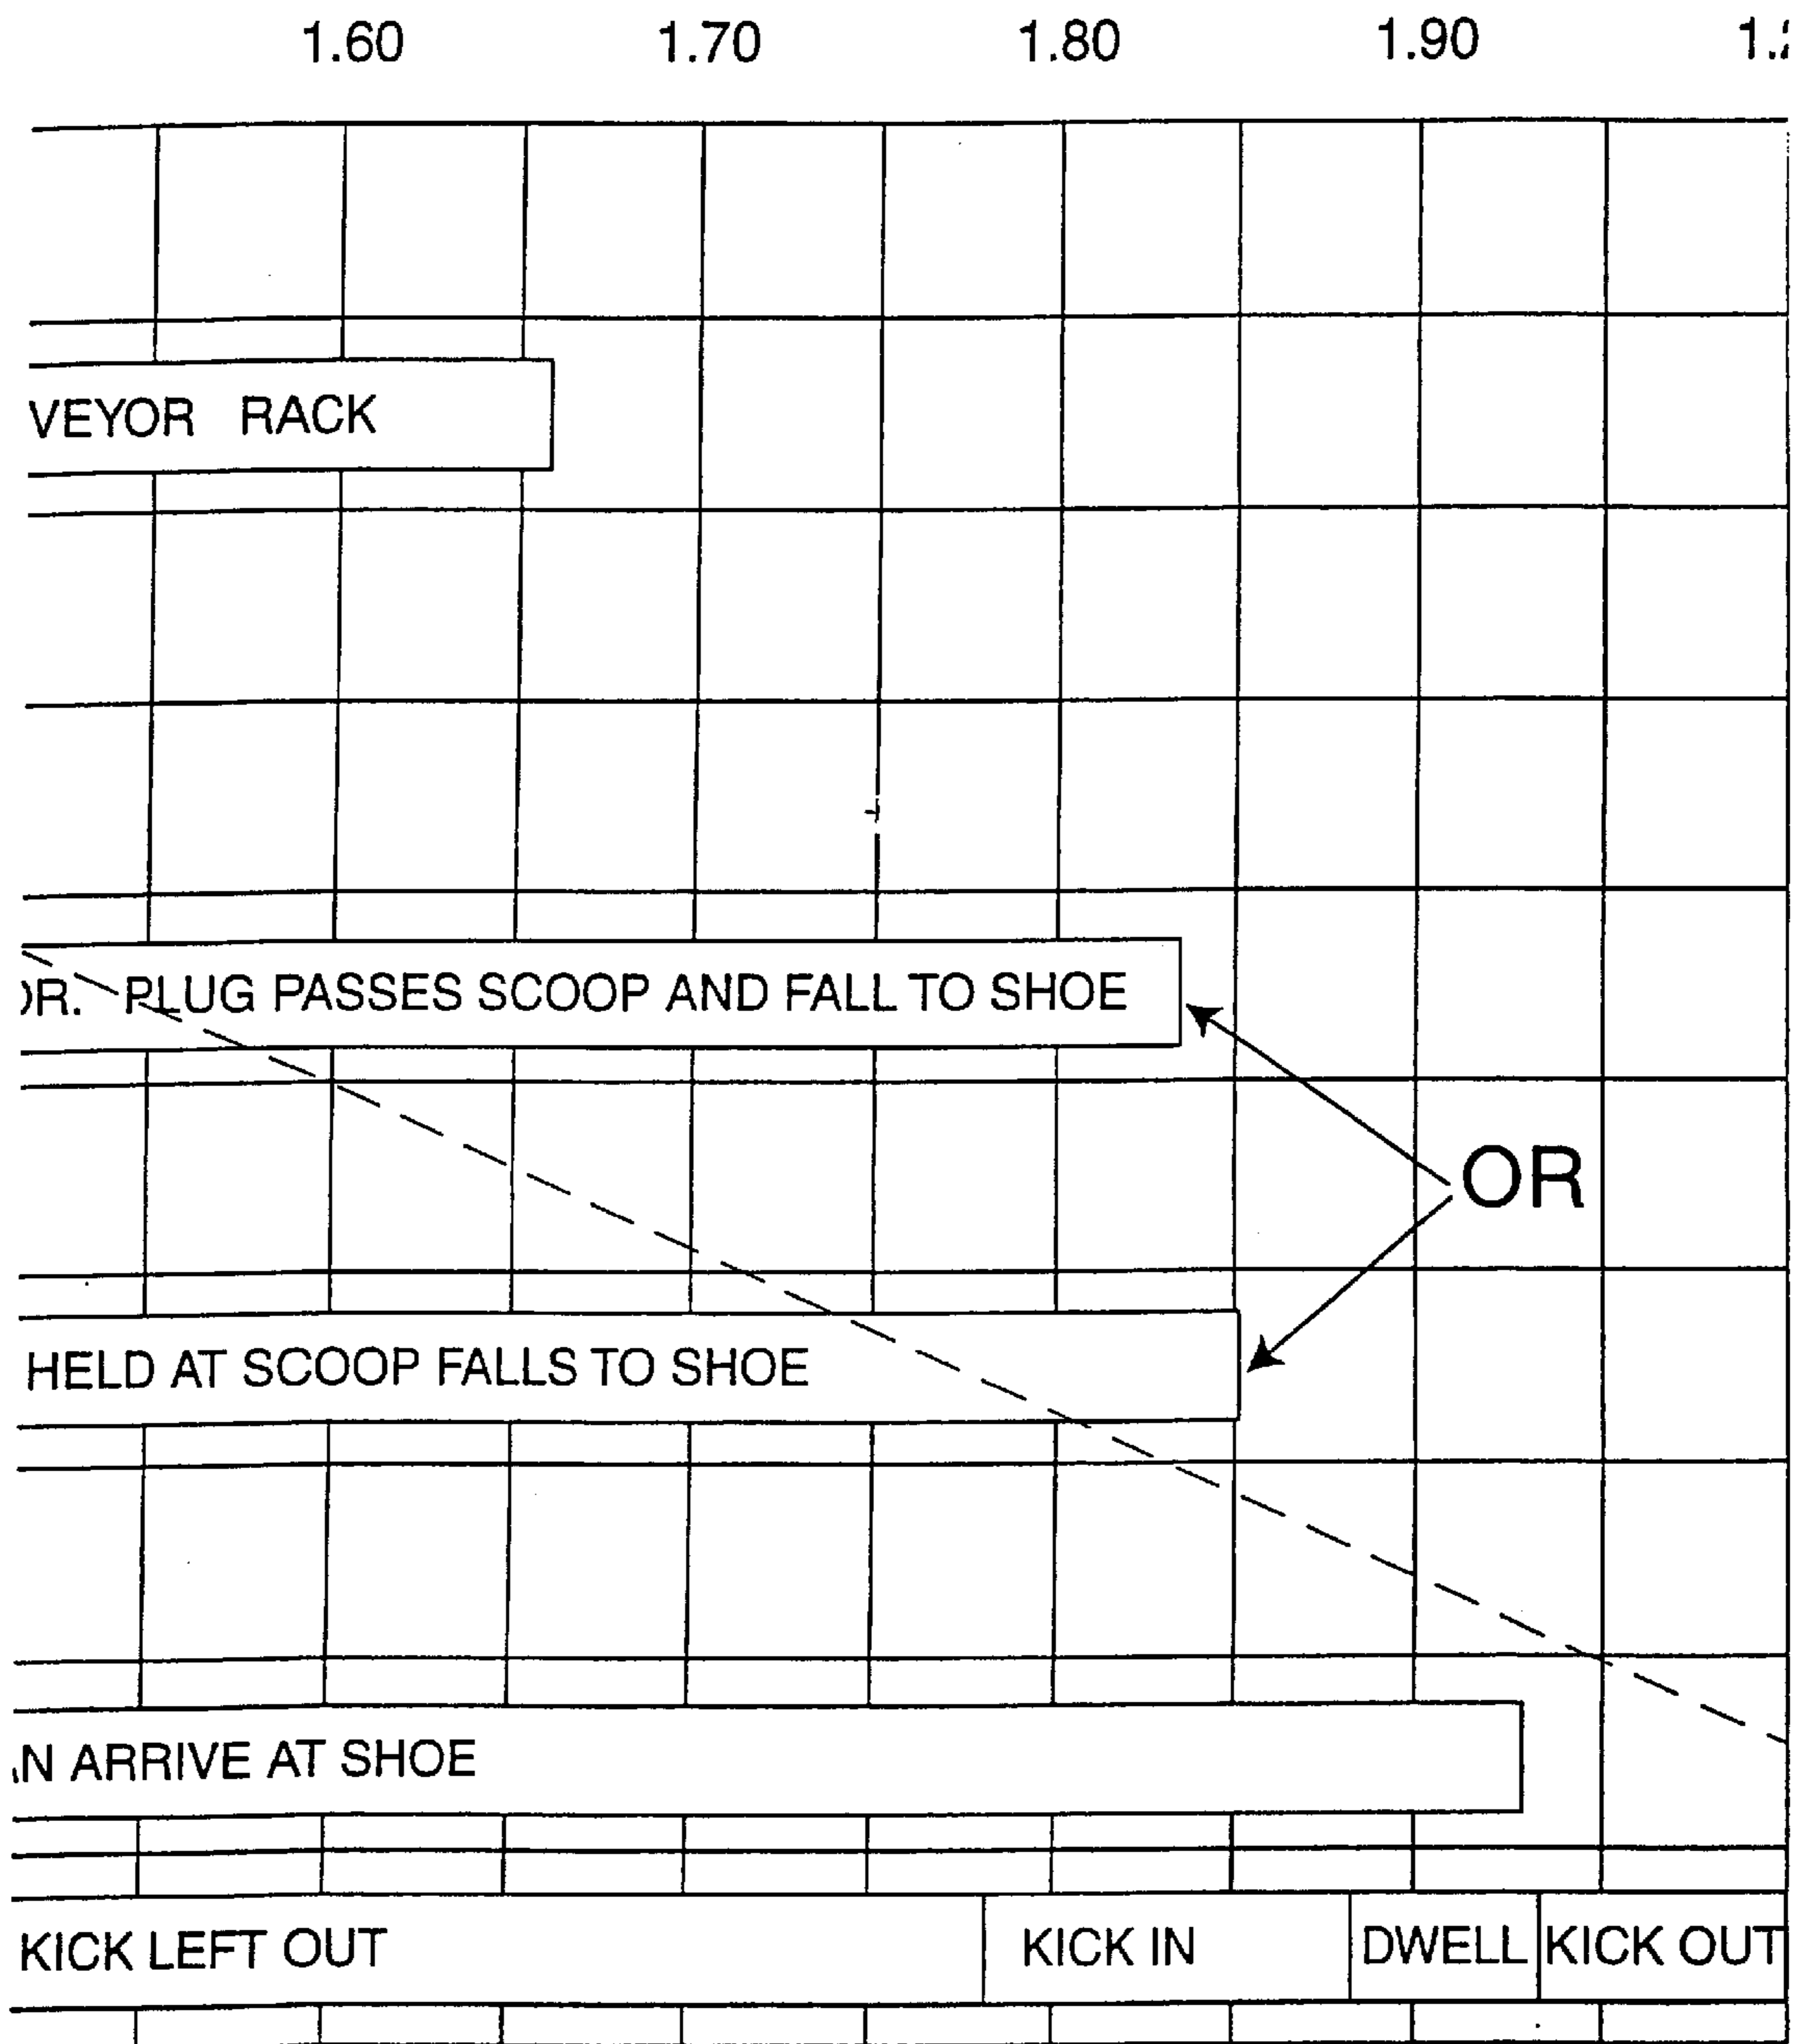 1.60 1.70 1.80 1.90
VEYOR RACK
R. PLUG PASSES SCOOP AND FALL TO SHOE
OR
HELD AT SCOOP FALLS TO SHOE
N ARRIVE AT SHOE
KICK LEFT OUT KICK IN DWELL KICK OUT